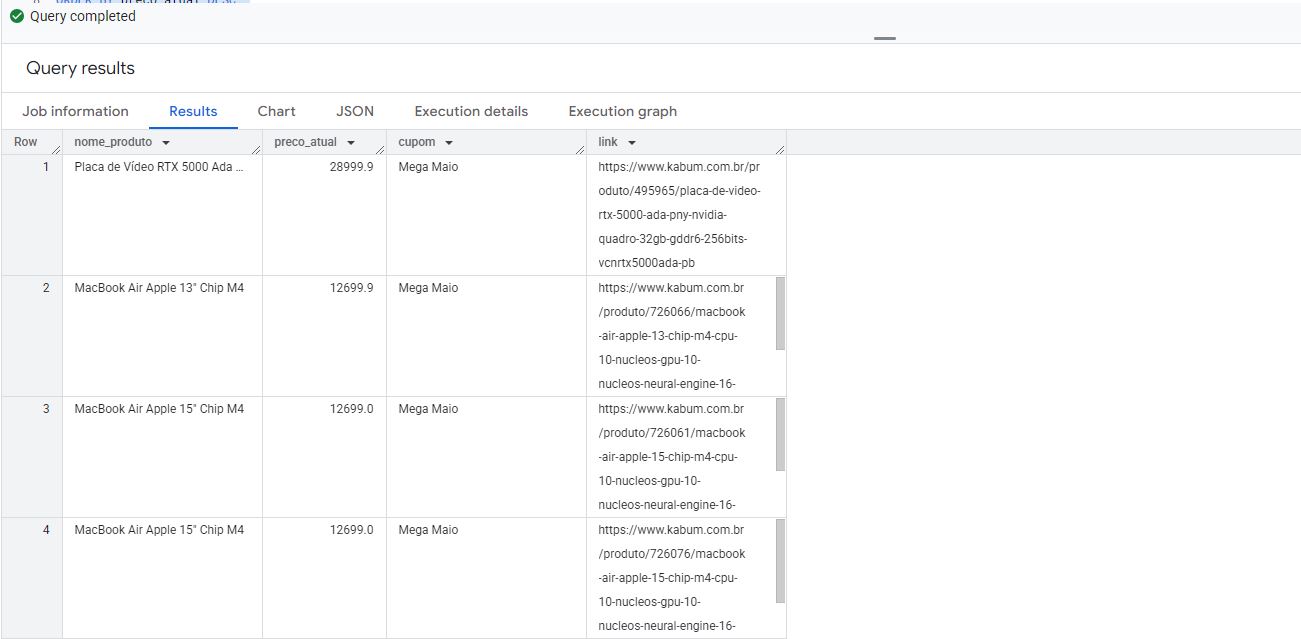 ORDER BY preco_atual DESC
Query completed
Query results
Job information Results Chart JSON Execution details Execution graph
Row nome_produto preco_atual cupom link
1 Placa de Vídeo RTX 5000 Ada ... 28999.9 Mega Maio https://www.kabum.com.br/pr
oduto/495965/placa-de-video-
rtx-5000-ada-pny-nvidia-
quadro-32gb-gddr6-256bits-
vcnrtx5000ada-pb
2 MacBook Air Apple 13" Chip M4 12699.9 Mega Maio https://www.kabum.com.br
/produto/726066/macbook
-air-apple-13-chip-m4-cpu-
10-nucleos-gpu-10-
nucleos-neural-engine-16-
3 MacBook Air Apple 15" Chip M4 12699.0 Mega Maio https://www.kabum.com.br
/produto/726061/macbook
-air-apple-15-chip-m4-cpu-
10-nucleos-gpu-10-
nucleos-neural-engine-16-
4 MacBook Air Apple 15" Chip M4 12699.0 Mega Maio https://www.kabum.com.br
/produto/726076/macbook
-air-apple-15-chip-m4-cpu-
10-nucleos-gpu-10-
nucleos-neural-engine-16-